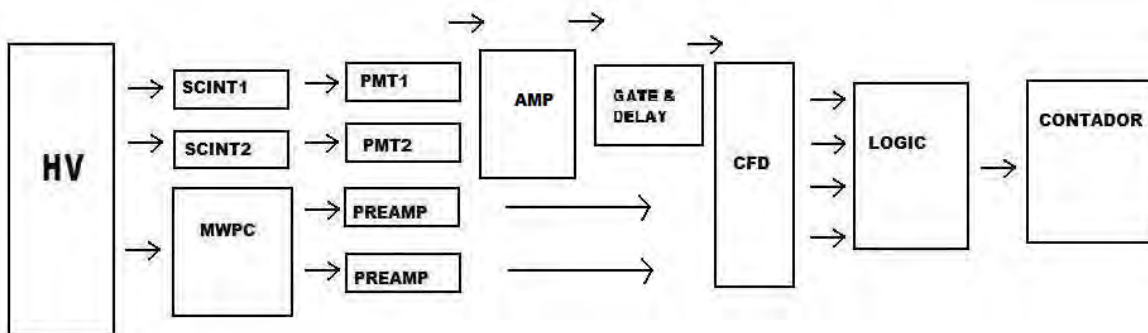 HV
SCINT1
SCINT2
MWPC
PMT1
PMT2
PREAMP
PREAMP
AMP
GATE &
DELAY
CFD
LOGIC
CONTADOR